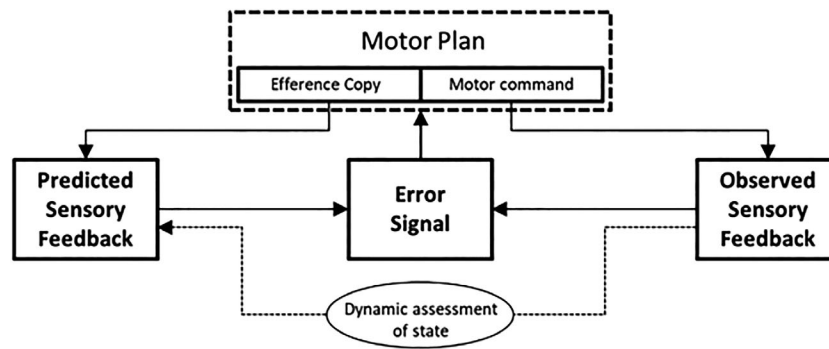 Motor Plan
Efference Copy
Motor command
Predicted
Sensory
Feedback
Error
Signal
Observed
Sensory
Feedback
Dynamic assessment
of state